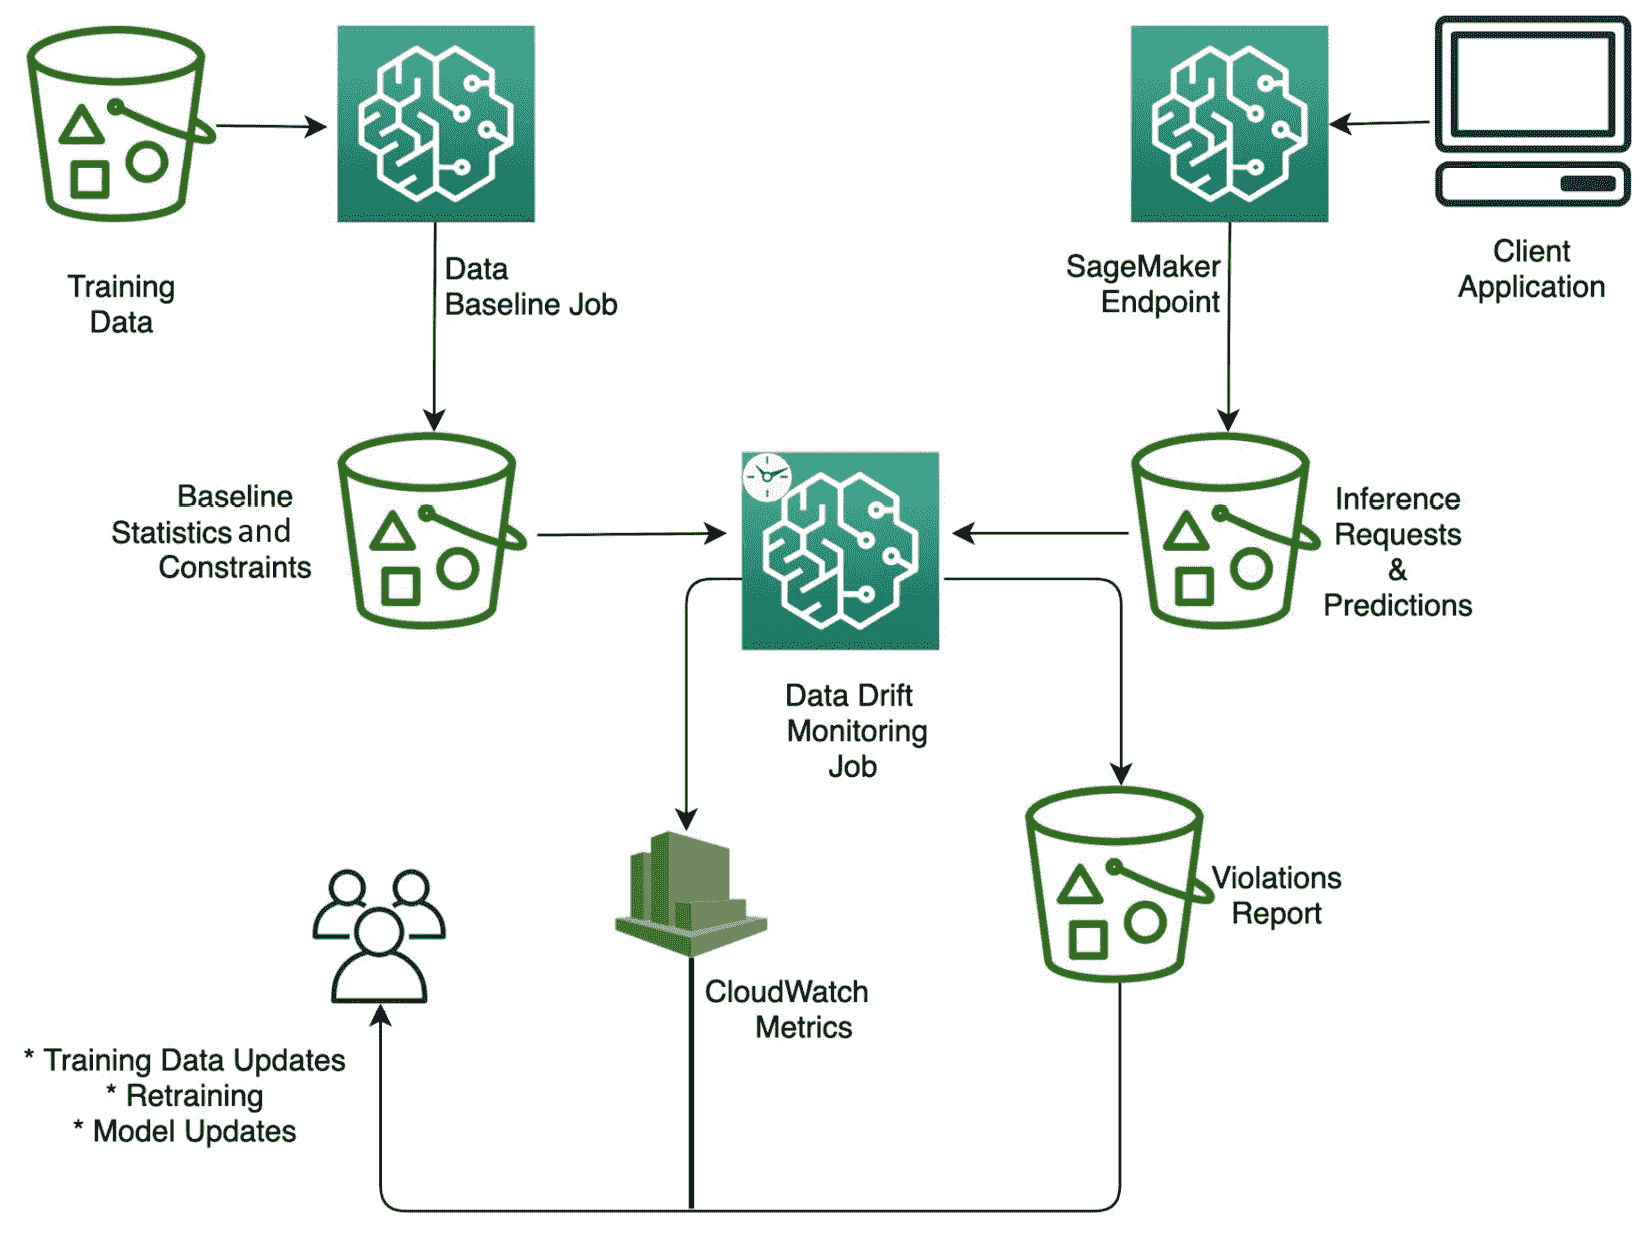 Training
Data
Data
Baseline Job
SageMaker
Endpoint
Client
Application
Baseline
Statistics and
Constraints
Inference
Requests
&
Predictions
Data Drift
Monitoring
Job
Violations
Report
CloudWatch
Metrics
* Training Data Updates
* Retraining
* Model Updates